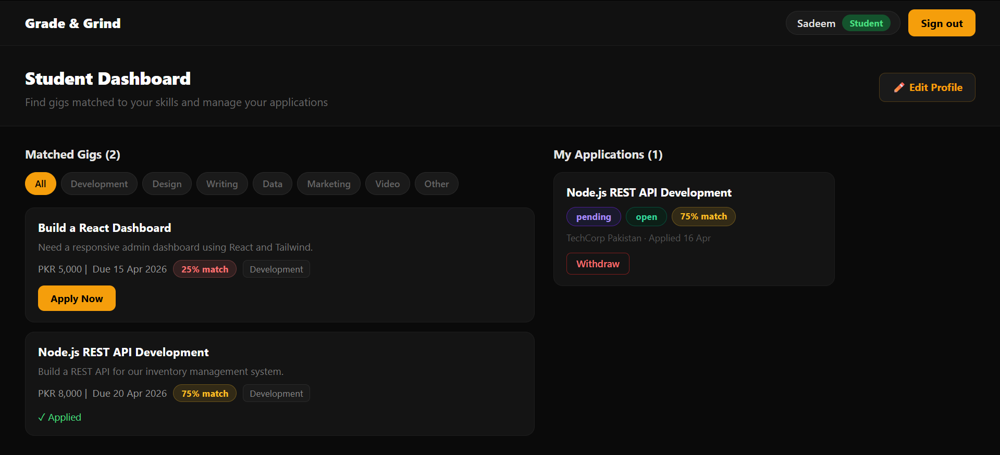 Grade & Grind
Sadeem Student
Sign out
Student Dashboard
Find gigs matched to your skills and manage your applications
Edit Profile
Matched Gigs (2)
All Development Design Writing Data Marketing Video Other
Build a React Dashboard
Need a responsive admin dashboard using React and Tailwind.
PKR 5,000 | Due 15 Apr 2026 25% match Development
Apply Now
Node.js REST API Development
Build a REST API for our inventory management system.
PKR 8,000 | Due 20 Apr 2026 75% match Development
✓ Applied
My Applications (1)
Node.js REST API Development
pending open 75% match
TechCorp Pakistan · Applied 16 Apr
Withdraw